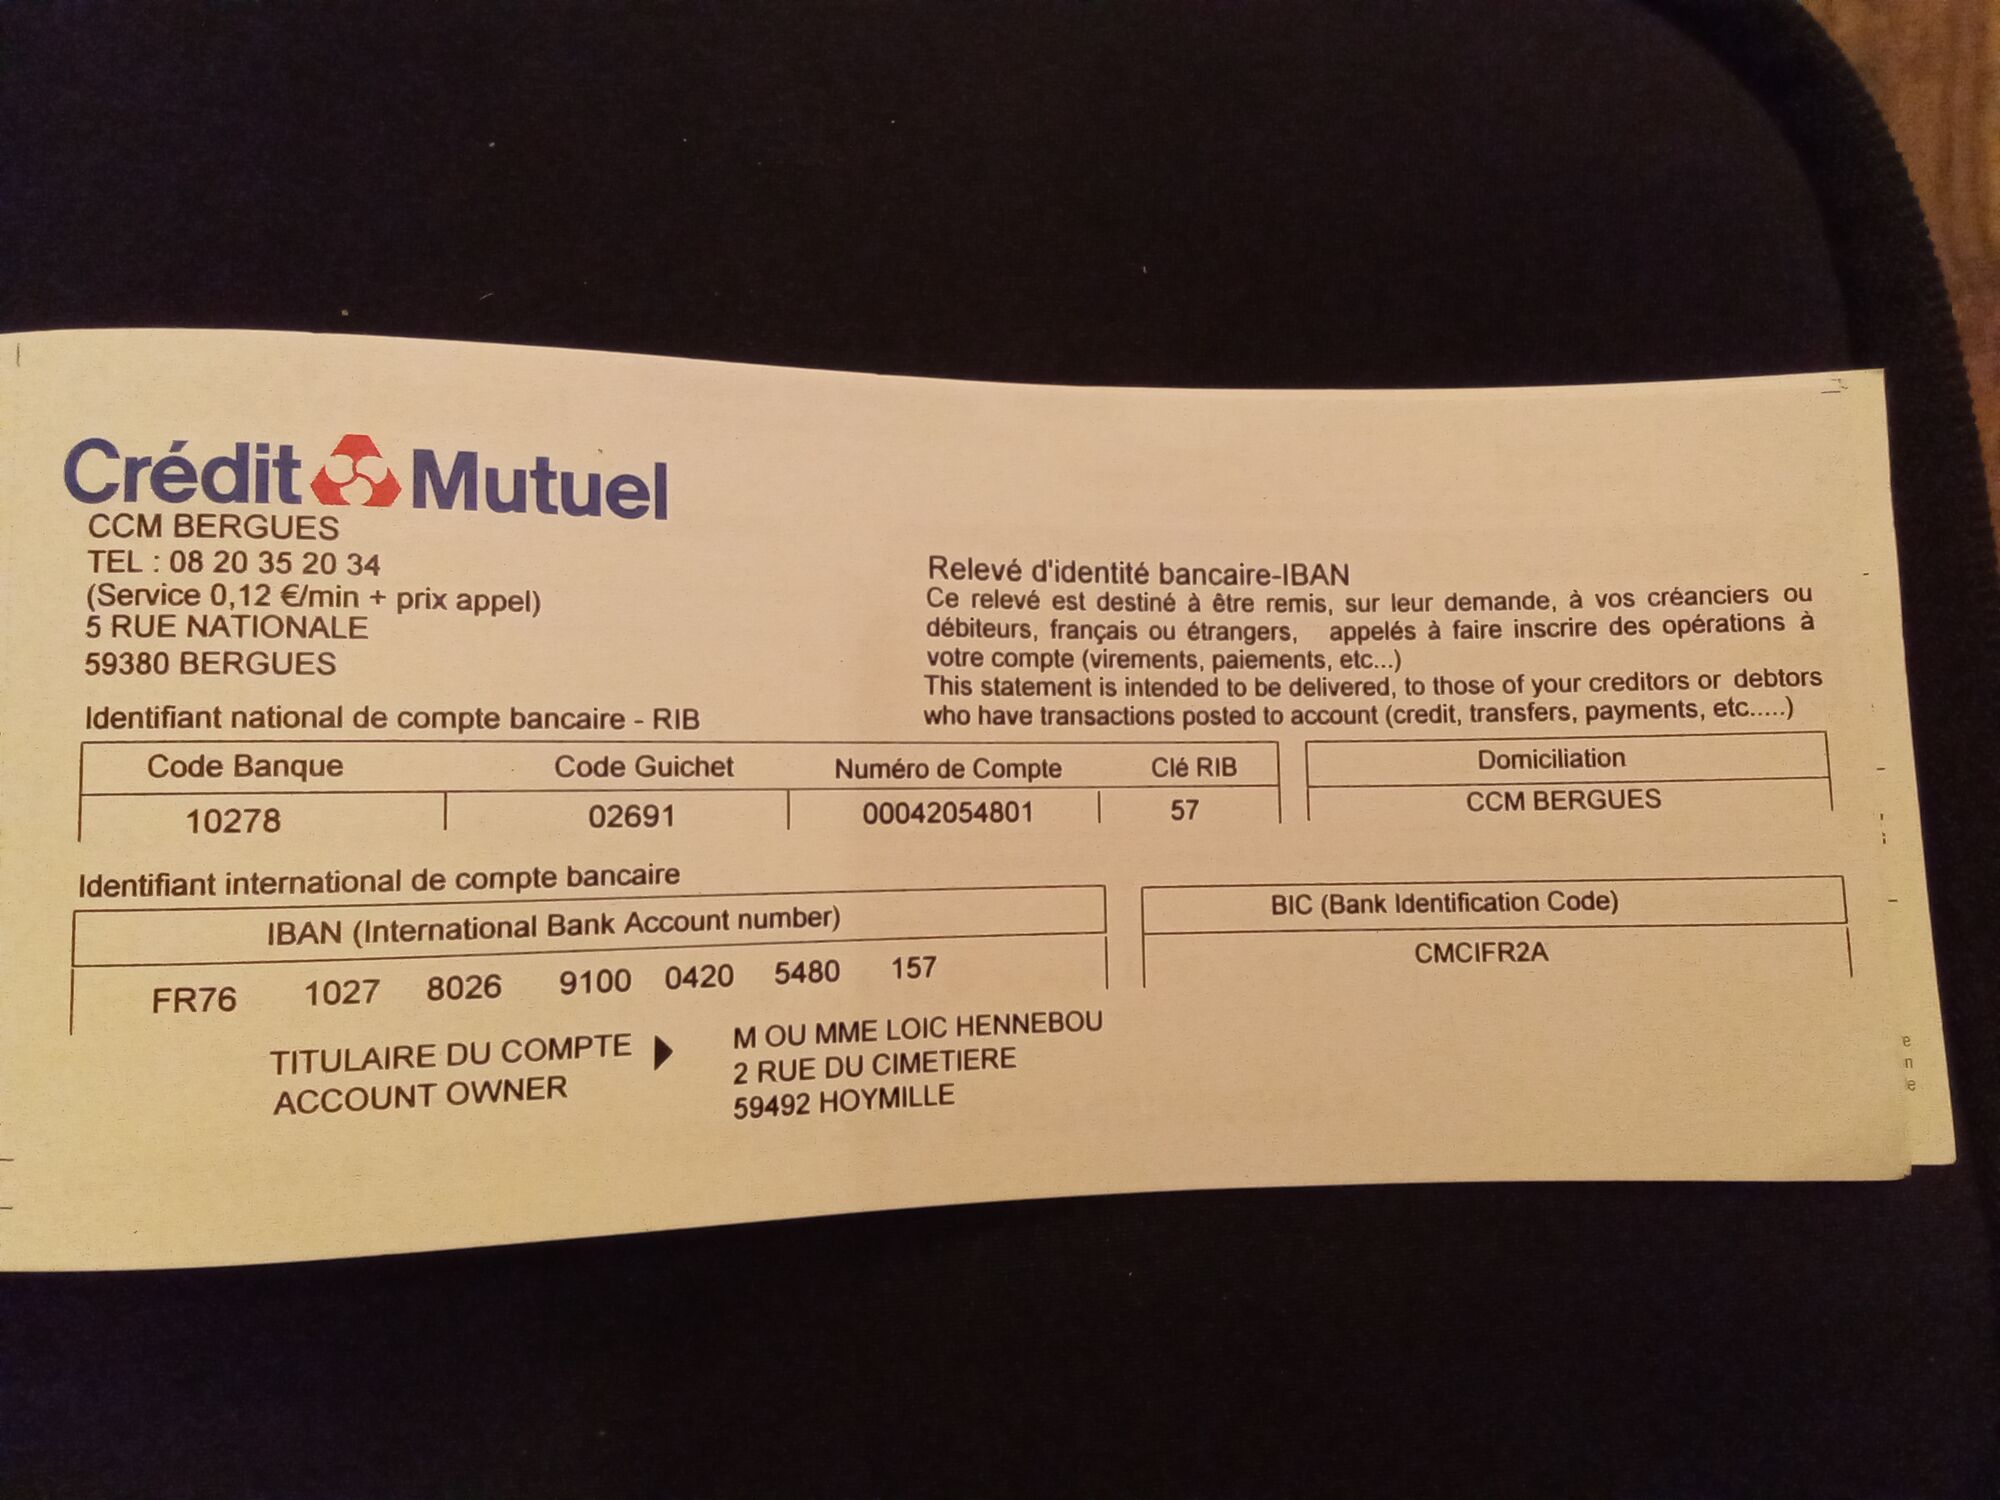 Crédit Mutuel
CCM BERGUES
TEL : 08 20 35 20 34
(Service 0,12 €/min + prix appel)
5 RUE NATIONALE
59380 BERGUES
Relevé d'identité bancaire-IBAN
Ce relevé est destiné à être remis, sur leur demande, à vos créanciers ou
débiteurs, français ou étrangers, appelés à faire inscrire des opérations à
votre compte (virements, paiements, etc...)
This statement is intended to be delivered, to those of your creditors or debtors
who have transactions posted to account (credit, transfers, payments, etc.....)
Identifiant national de compte bancaire - RIB
Code Banque Code Guichet Numéro de Compte Clé RIB Domiciliation
10278 02691 00042054801 57 CCM BERGUES
Identifiant international de compte bancaire
IBAN (International Bank Account number) BIC (Bank Identification Code)
FR76 1027 8026 9100 0420 5480 157 CMCIFR2A
TITULAIRE DU COMPTE
ACCOUNT OWNER
M OU MME LOIC HENNEBOU
2 RUE DU CIMETIERE
59492 HOYMILLE